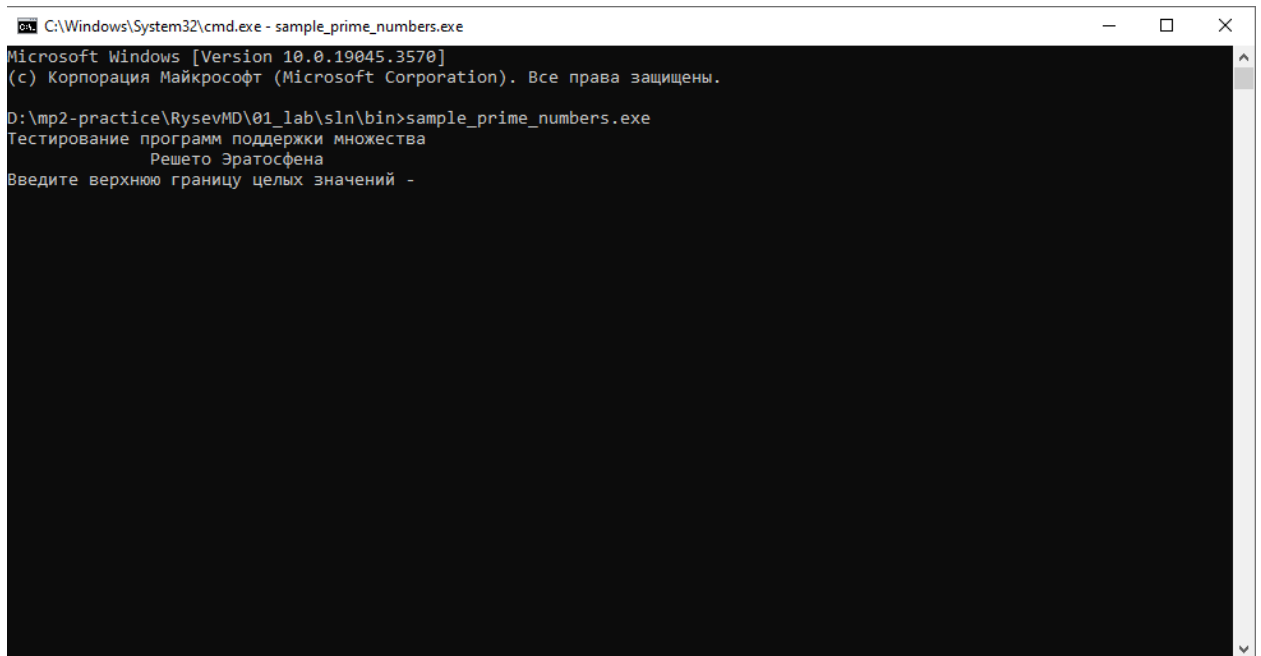 C:\Windows\System32\cmd.exe - sample_prime_numbers.exe
Microsoft Windows [Version 10.0.19045.3570]
(c) Корпорация Майкрософт (Microsoft Corporation). Все права защищены.
D:\mp2-practice\RysevMD\01_lab\sln\bin>sample_prime_numbers.exe
Тестирование программ поддержки множества
Решето Эратосфена
Введите верхнюю границу целых значений -